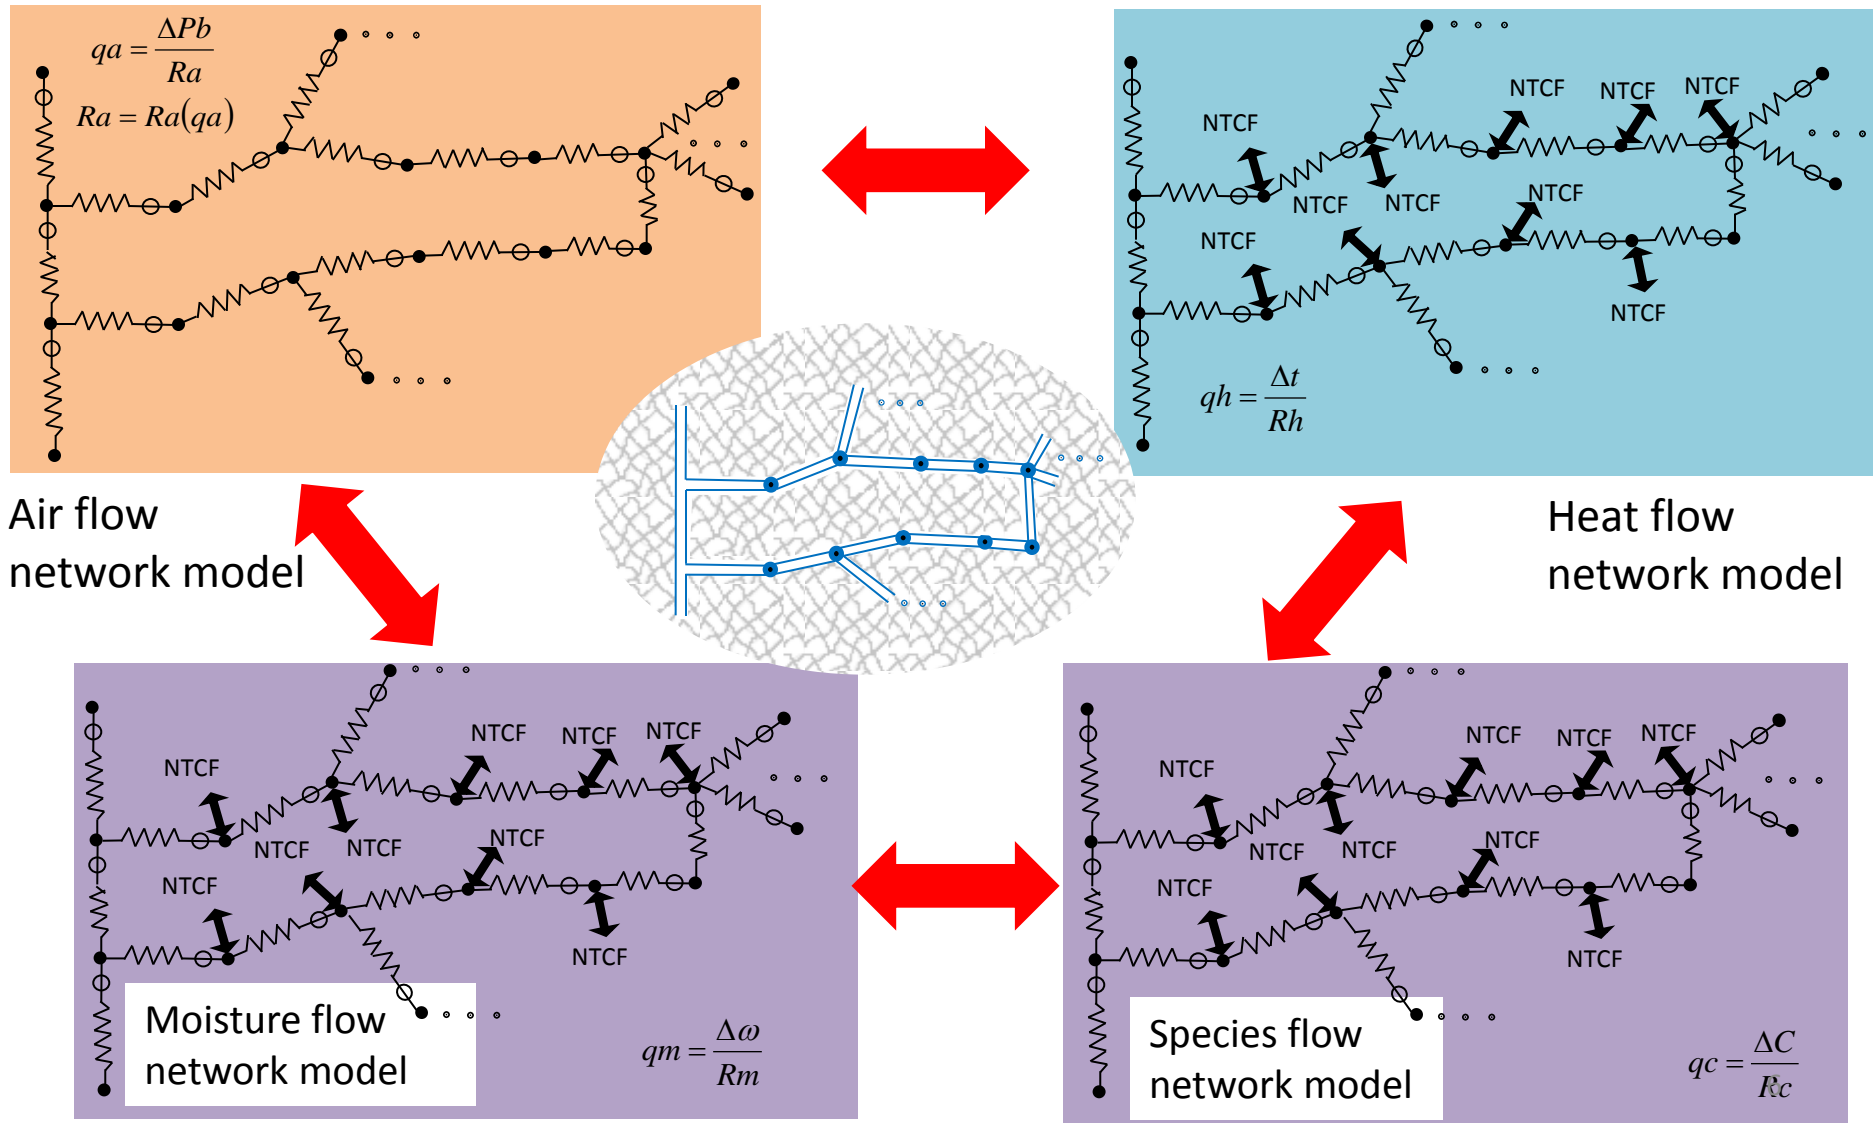 qa = ΔPb / Ra
Ra = Ra(qa)
Air flow
network model
NTCF
NTCF
NTCF
NTCF
NTCF
NTCF
NTCF
NTCF
NTCF
qh = Δt / Rh
Heat flow
network model
NTCF
NTCF
NTCF
NTCF
NTCF
NTCF
NTCF
NTCF
NTCF
Moisture flow
network model
qm = Δω / Rm
NTCF
NTCF
NTCF
NTCF
NTCF
NTCF
NTCF
NTCF
NTCF
Species flow
network model
qc = ΔC / Rc